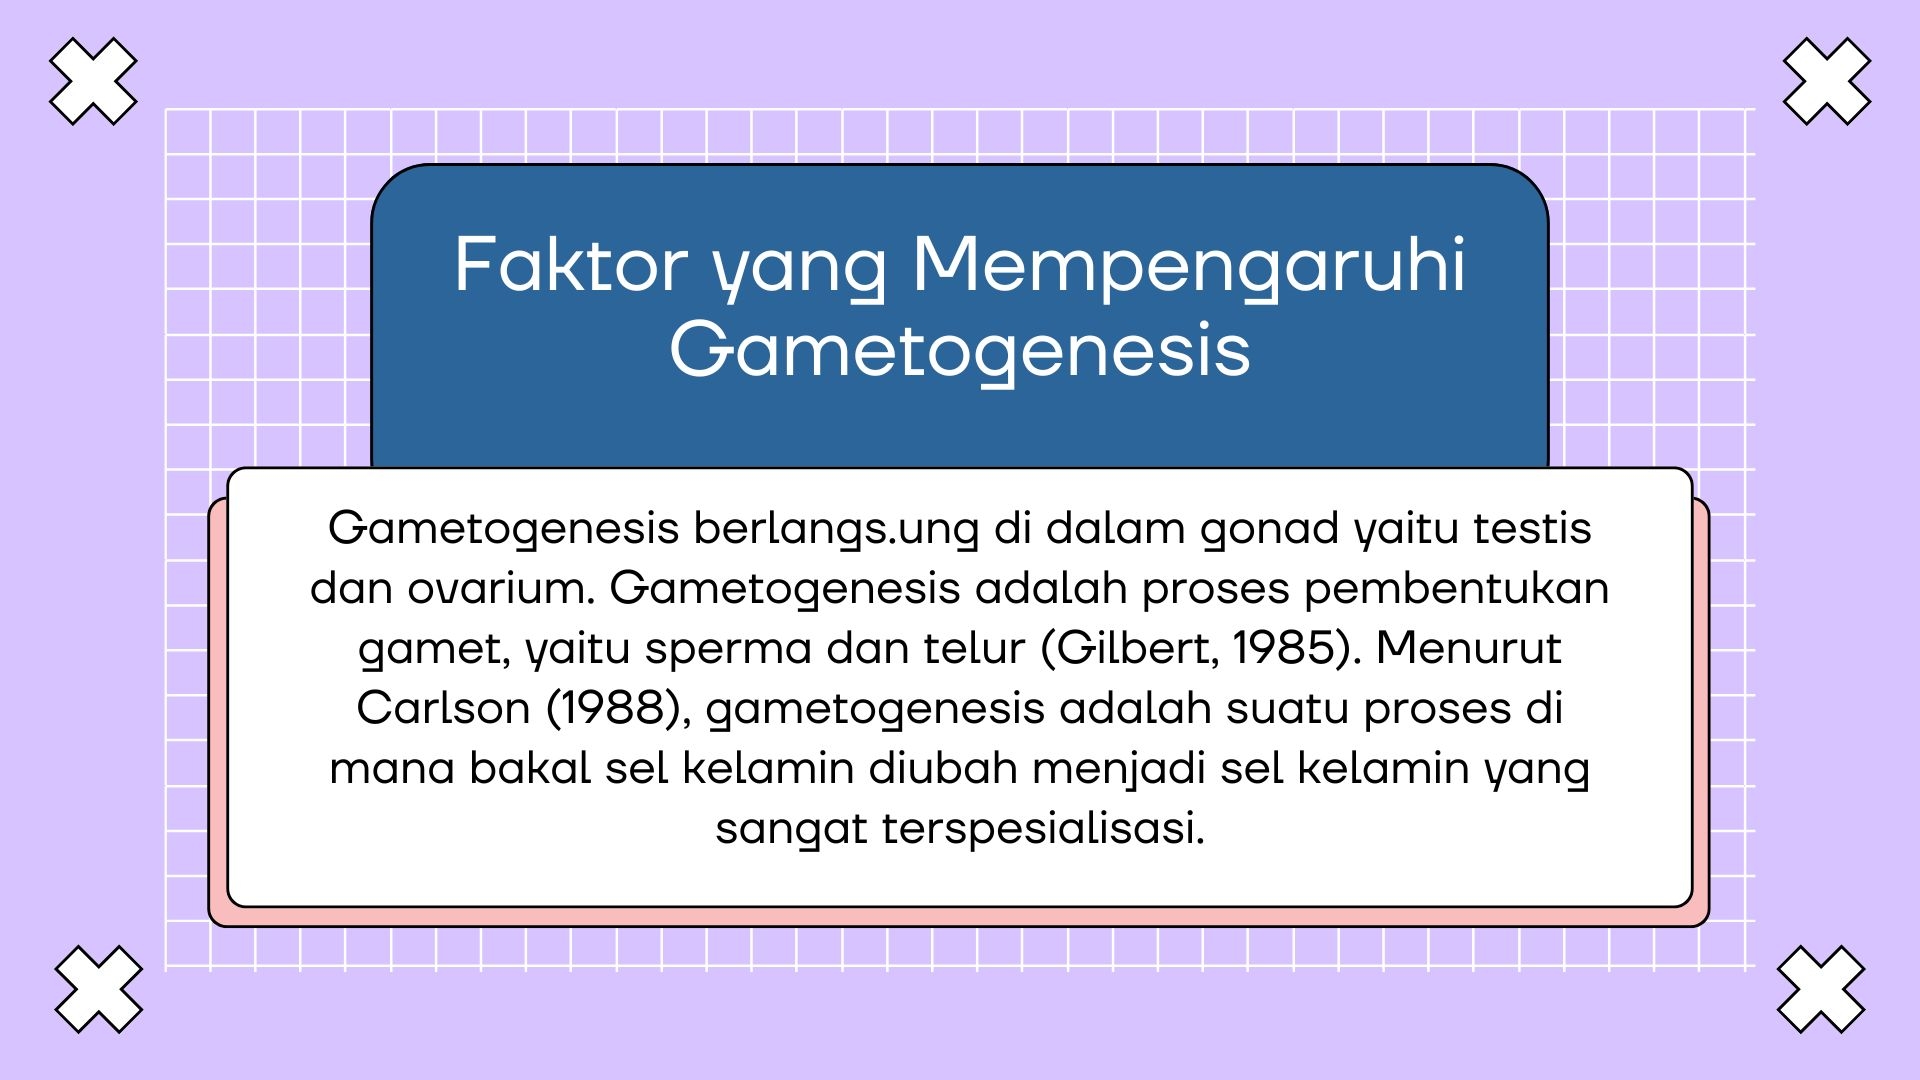 Faktor yang Mempengaruhi
Gametogenesis
Gametogenesis berlangs.ung di dalam gonad yaitu testis
dan ovarium. Gametogenesis adalah proses pembentukan
gamet, yaitu sperma dan telur (Gilbert, 1985). Menurut
Carlson (1988), gametogenesis adalah suatu proses di
mana bakal sel kelamin diubah menjadi sel kelamin yang
sangat terspesialisasi.